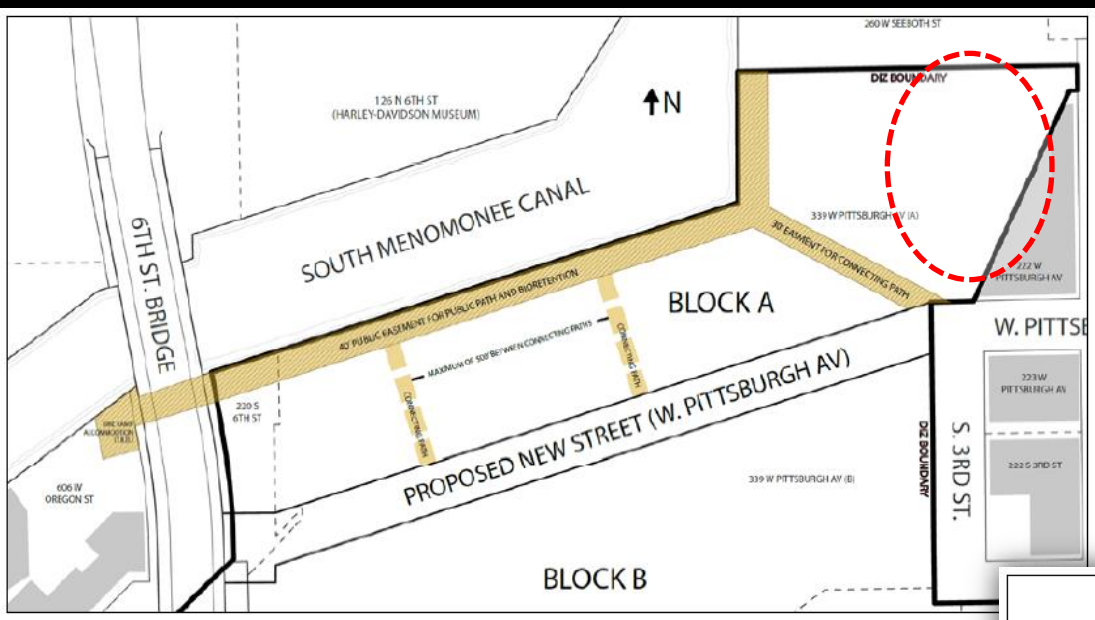 260 W SEEBOTH ST
DIZ BOUNDARY
126 N 6TH ST
(HARLEY-DAVIDSON MUSEUM)
N
SOUTH MENOMONEE CANAL
6TH ST. BRIDGE
339 W PITTSBURGH AV (A)
30' EASMENT FOR CONNECTING PATH
222 W
PITTSBURGH AV
40' PUBLIC EASEMENT FOR PUBLIC PATH AND BIORETENTION
BLOCK A
W. PITTSB
MAXIMUM OF 500' BETWEEN CONNECTING PATHS
CONNECTING PATH
CONNECTING PATH
220 S
6TH ST
223 W
PITTSBURGH AV
PROPOSED NEW STREET (W. PITTSBURGH AV)
DIZ BOUNDARY
S. 3RD ST.
222 S 3RD ST
339 W PITTSBURGH AV (B)
606 W
OREGON ST
BLOCK B